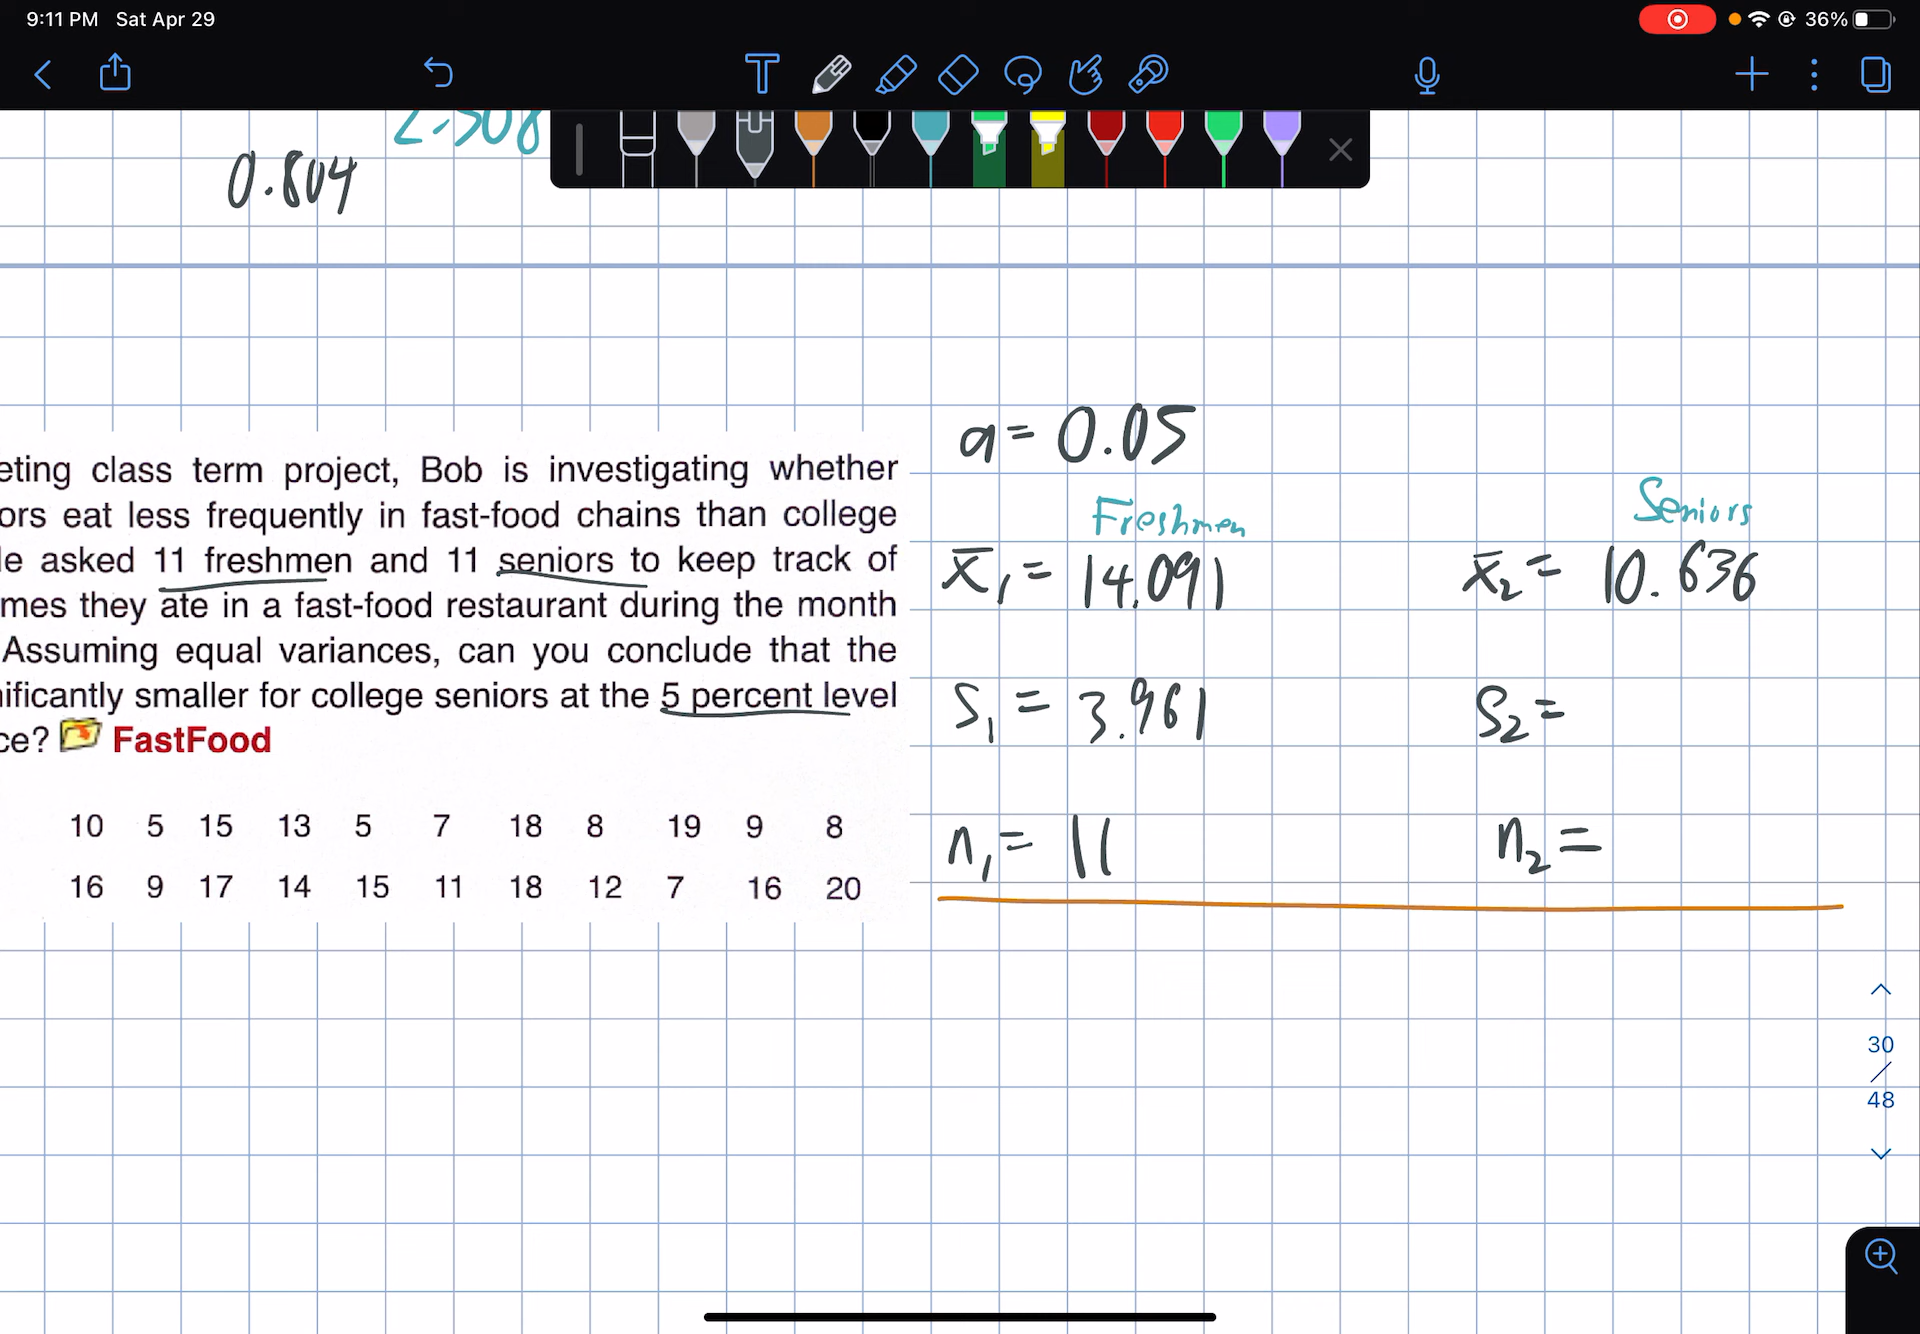 9:11 PM Sat Apr 29
36%
T
2.308
0.804
eting class term project, Bob is investigating whether
ors eat less frequently in fast-food chains than college
le asked 11 freshmen and 11 seniors to keep track of
mes they ate in a fast-food restaurant during the month
Assuming equal variances, can you conclude that the
nificantly smaller for college seniors at the 5 percent level
ce? FastFood
10 5 15 13 5 7 18 8 19 9 8
16 9 17 14 15 11 18 12 7 16 20
a = 0.05
Freshmen Seniors
x̄₁ = 14.091 x̄₂ = 10.636
S₁ = 3.961 S₂ =
n₁ = 11 n₂ =
30
/
48